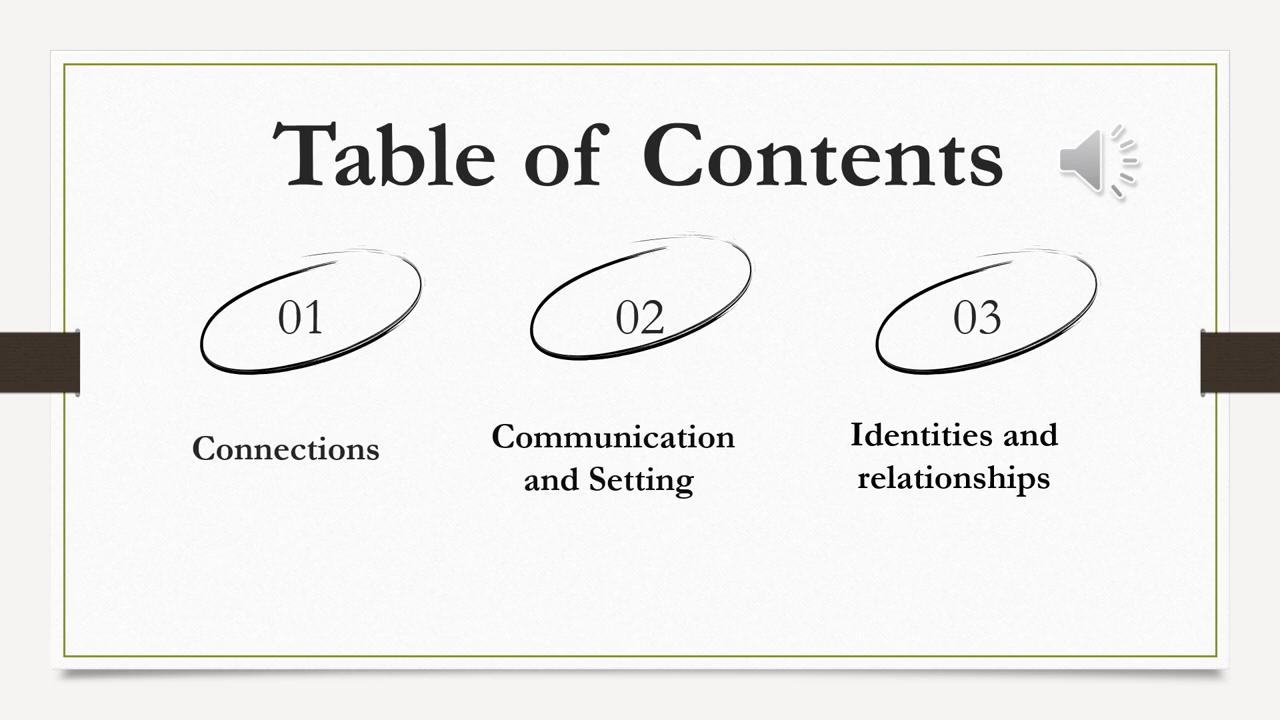 Table of Contents
01
02
03
Connections
Communication
and Setting
Identities and
relationships